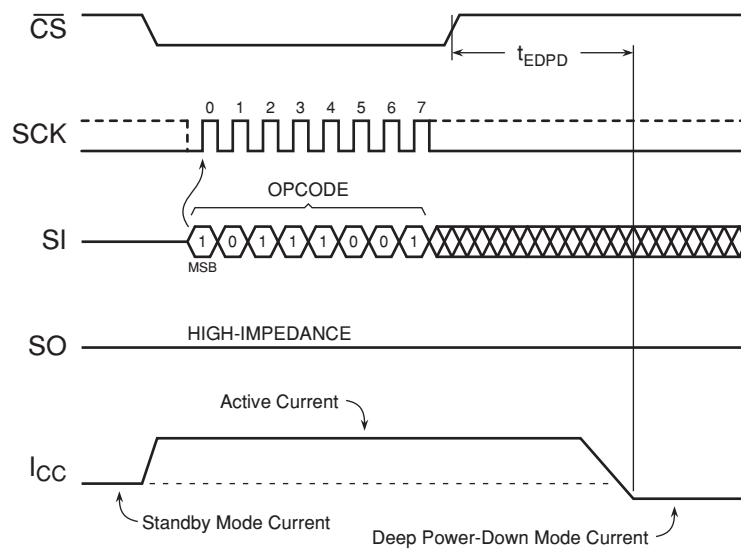 CS
tEDPD
0 1 2 3 4 5 6 7
SCK
OPCODE
SI
1 0 1 1 1 0 0 1
MSB
HIGH-IMPEDANCE
SO
Active Current
ICC
Standby Mode Current
Deep Power-Down Mode Current